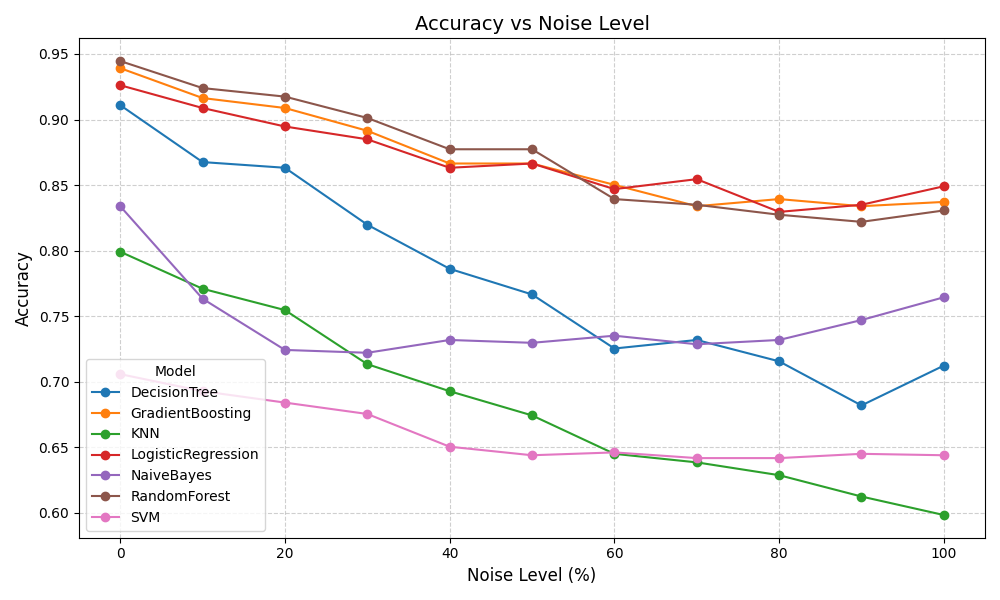 Accuracy vs Noise Level
Accuracy
0.95
0.90
0.85
0.80
0.75
0.70
0.65
0.60
Model
DecisionTree
GradientBoosting
KNN
LogisticRegression
NaiveBayes
RandomForest
SVM
0 20 40 60 80 100
Noise Level (%)